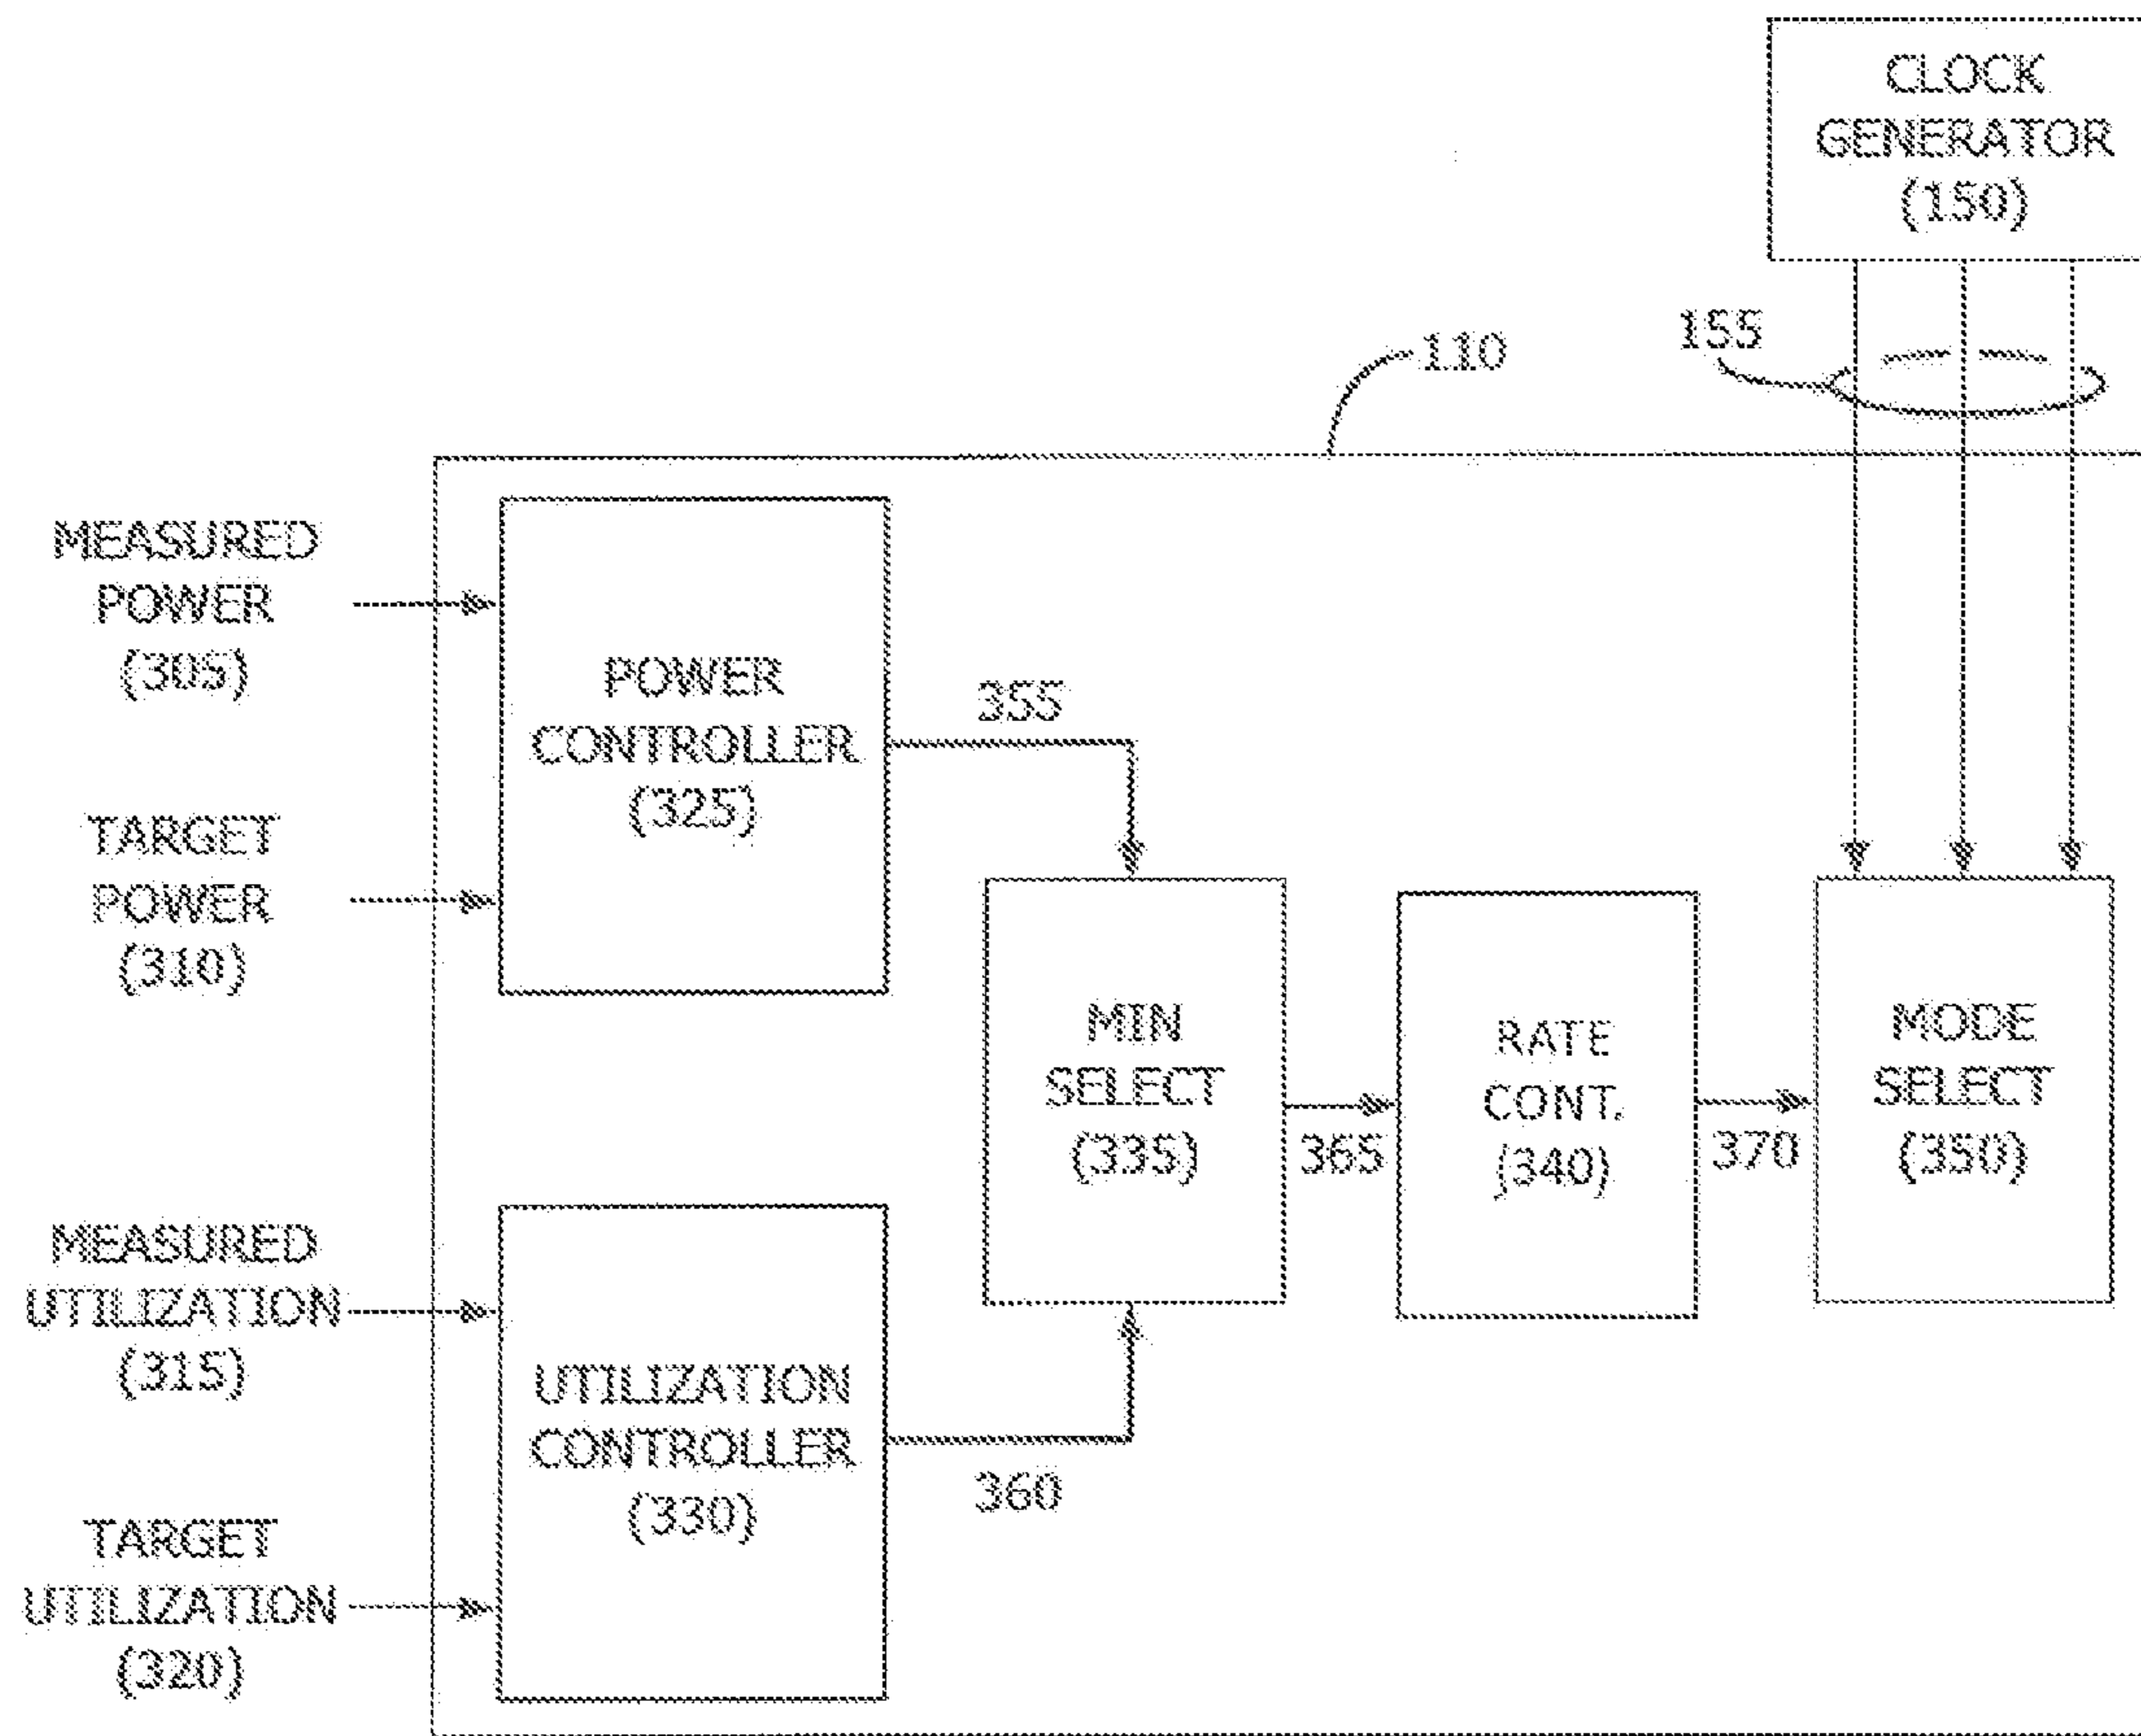 CLOCK
GENERATOR
(150)
155
110
MEASURED
POWER
(305)
POWER
CONTROLLER
(325)
355
TARGET
POWER
(310)
MIN
SELECT
(335)
365
RATE
CONT.
(340)
370
MODE
SELECT
(350)
MEASURED
UTILIZATION
(315)
UTILIZATION
CONTROLLER
(330)
360
TARGET
UTILIZATION
(320)